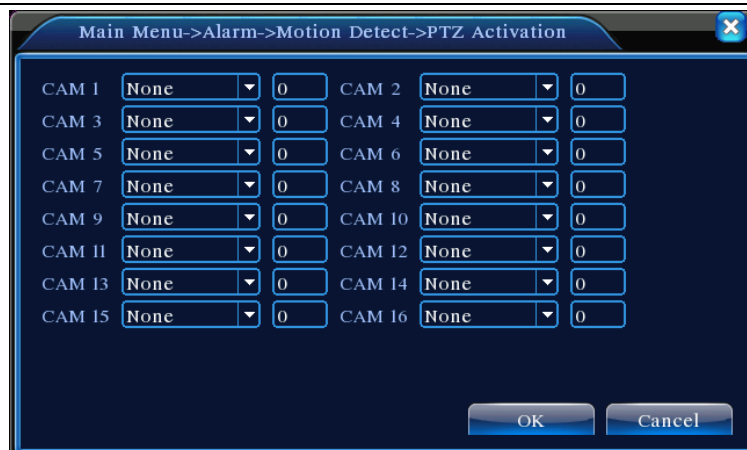 Main Menu->Alarm->Motion Detect->PTZ Activation
CAM 1 None 0 CAM 2 None 0
CAM 3 None 0 CAM 4 None 0
CAM 5 None 0 CAM 6 None 0
CAM 7 None 0 CAM 8 None 0
CAM 9 None 0 CAM 10 None 0
CAM 11 None 0 CAM 12 None 0
CAM 13 None 0 CAM 14 None 0
CAM 15 None 0 CAM 16 None 0
OK Cancel